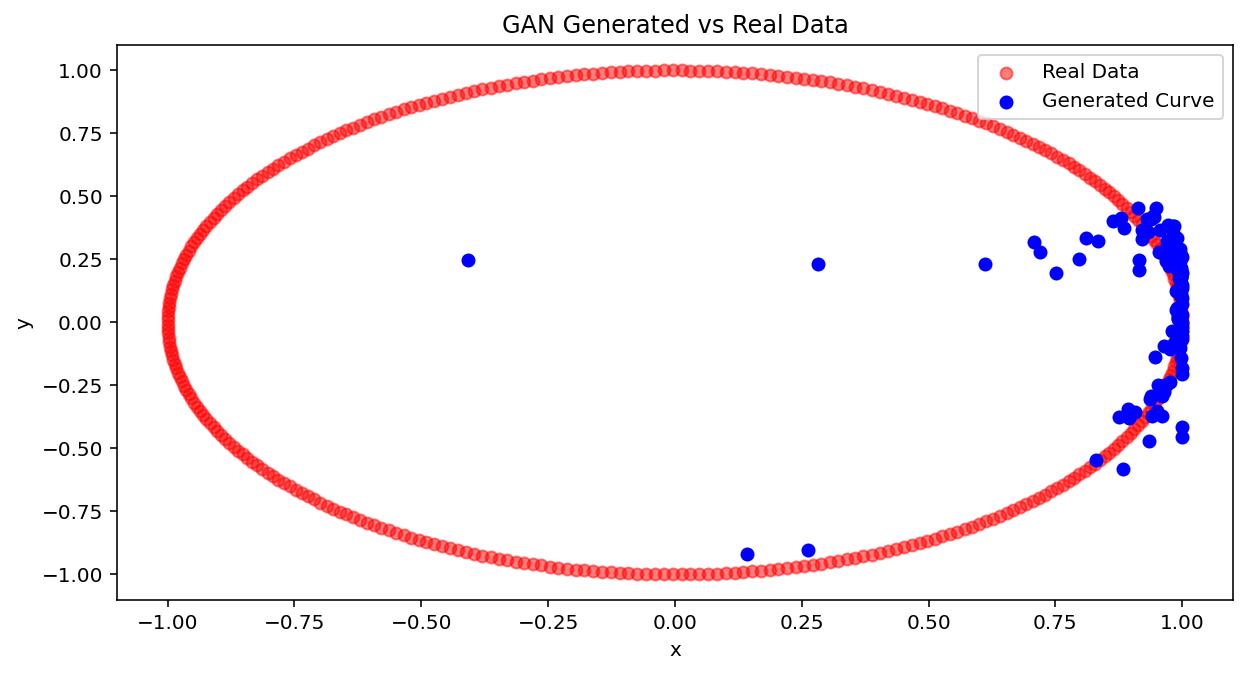 GAN Generated vs Real Data
Real Data
Generated Curve
1.00
0.75
0.50
0.25
0.00
−0.25
−0.50
−0.75
−1.00
y
−1.00 −0.75 −0.50 −0.25 0.00 0.25 0.50 0.75 1.00
x